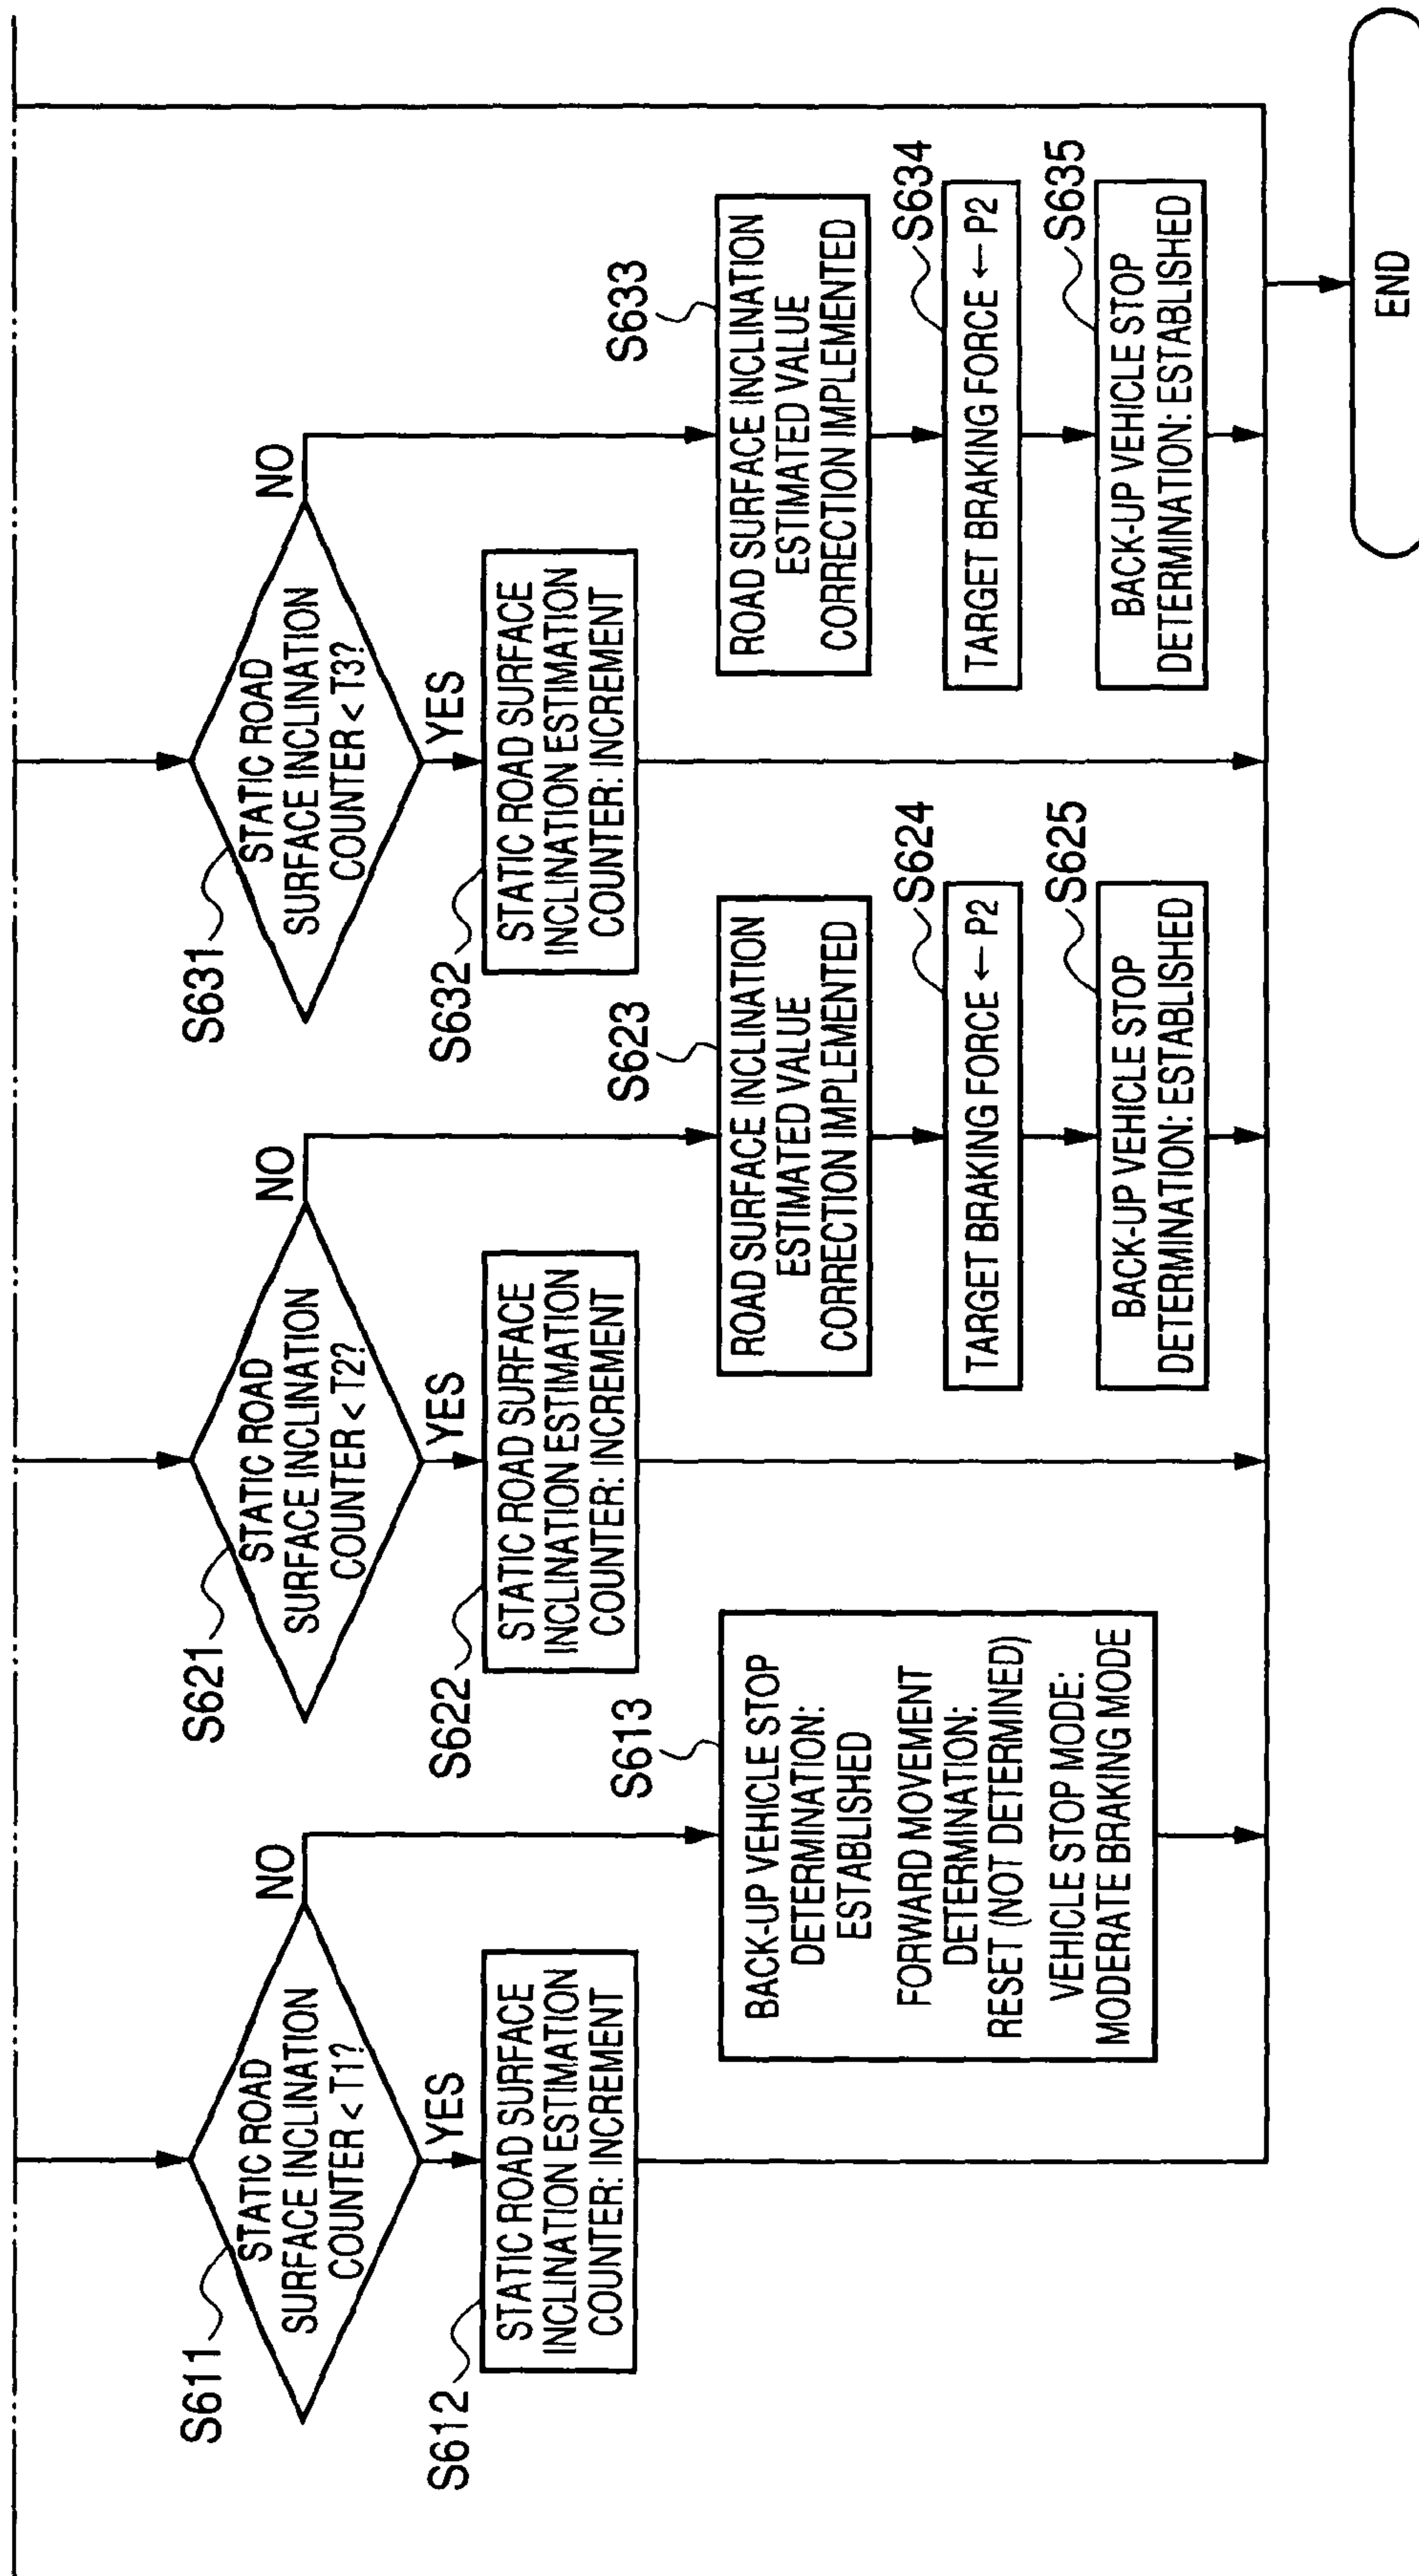 S611
STATIC ROAD
SURFACE INCLINATION
COUNTER < T1?
NO
YES
S612
STATIC ROAD SURFACE
INCLINATION ESTIMATION
COUNTER: INCREMENT
S613
BACK-UP VEHICLE STOP
DETERMINATION:
ESTABLISHED
FORWARD MOVEMENT
DETERMINATION:
RESET (NOT DETERMINED)
VEHICLE STOP MODE:
MODERATE BRAKING MODE
S621
STATIC ROAD
SURFACE INCLINATION
COUNTER < T2?
NO
YES
S622
STATIC ROAD SURFACE
INCLINATION ESTIMATION
COUNTER: INCREMENT
S623
ROAD SURFACE INCLINATION
ESTIMATED VALUE
CORRECTION IMPLEMENTED
S624
TARGET BRAKING FORCE ← P2
S625
BACK-UP VEHICLE STOP
DETERMINATION: ESTABLISHED
S631
STATIC ROAD
SURFACE INCLINATION
COUNTER < T3?
NO
YES
S632
STATIC ROAD SURFACE
INCLINATION ESTIMATION
COUNTER: INCREMENT
S633
ROAD SURFACE INCLINATION
ESTIMATED VALUE
CORRECTION IMPLEMENTED
S634
TARGET BRAKING FORCE ← P2
S635
BACK-UP VEHICLE STOP
DETERMINATION: ESTABLISHED
END